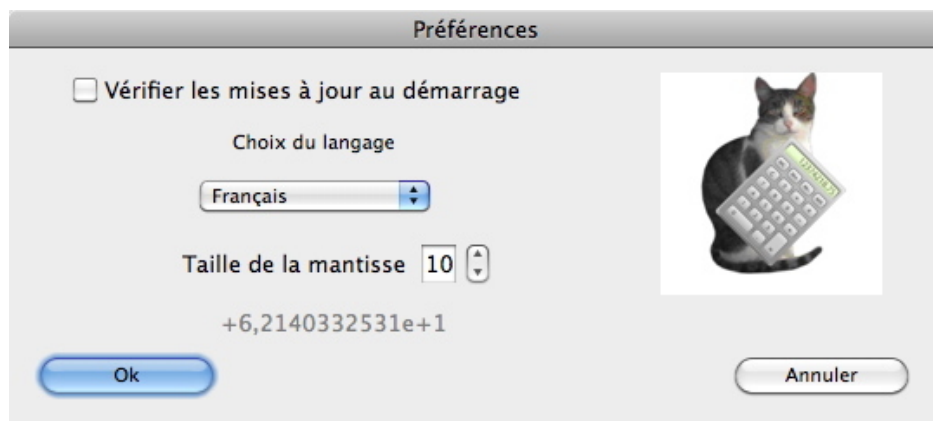 Préférences
Vérifier les mises à jour au démarrage
Choix du langage
Français
Taille de la mantisse 10
+6,2140332531e+1
Ok
Annuler